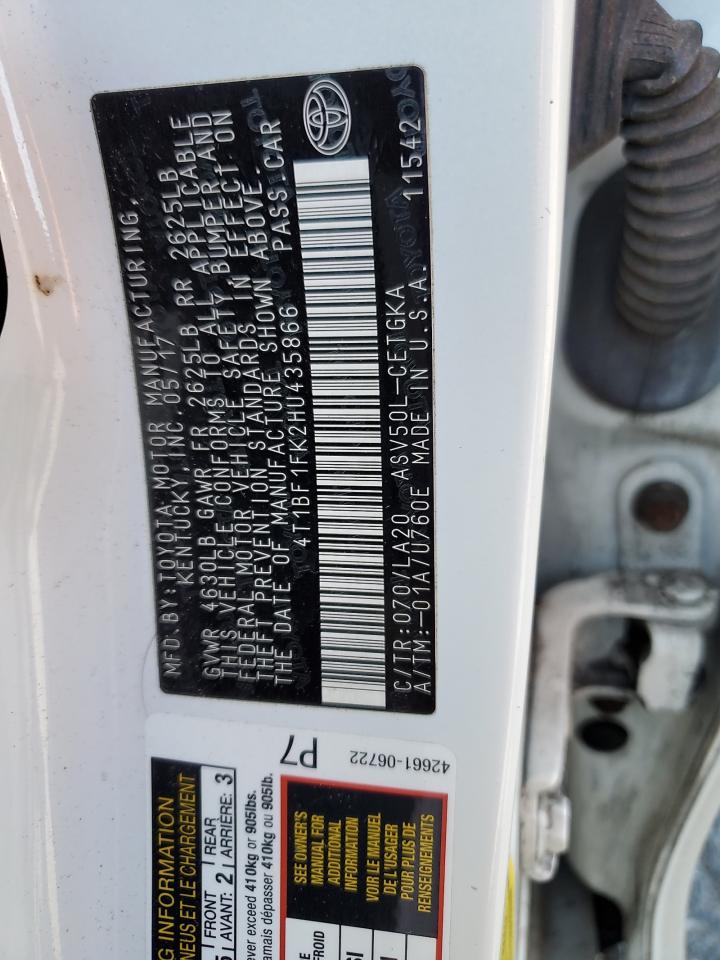 MFD. BY: TOYOTA MOTOR MANUFACTURING,
KENTUCKY, INC. 05/17
GVWR 4630LB GAWR FR 2625LB RR 2625LB
THIS VEHICLE CONFORMS TO ALL APPLICABLE
FEDERAL MOTOR VEHICLE SAFETY, BUMPER, AND
THEFT PREVENTION STANDARDS IN EFFECT ON
THE DATE OF MANUFACTURE SHOWN ABOVE.
4T1BF1FK2HU435866 PASS.CAR
C/TR:070VLA20 ASV50L-CETGKA
A/TM:-01A/U760E MADE IN U.S.A. 11542
G INFORMATION
NEUS ET LE CHARGEMENT
FRONT REAR
AVANT: 2 ARRIÈRE: 3
ever exceed 410kg or 905lbs.
amais dépasser 410kg ou 905lb.
P7
42661-06722
SEE OWNER'S
MANUAL FOR
ADDITIONAL
INFORMATION
VOIR LE MANUEL
DE L'USAGER
POUR PLUS DE
RENSEIGNEMENTS
FROID